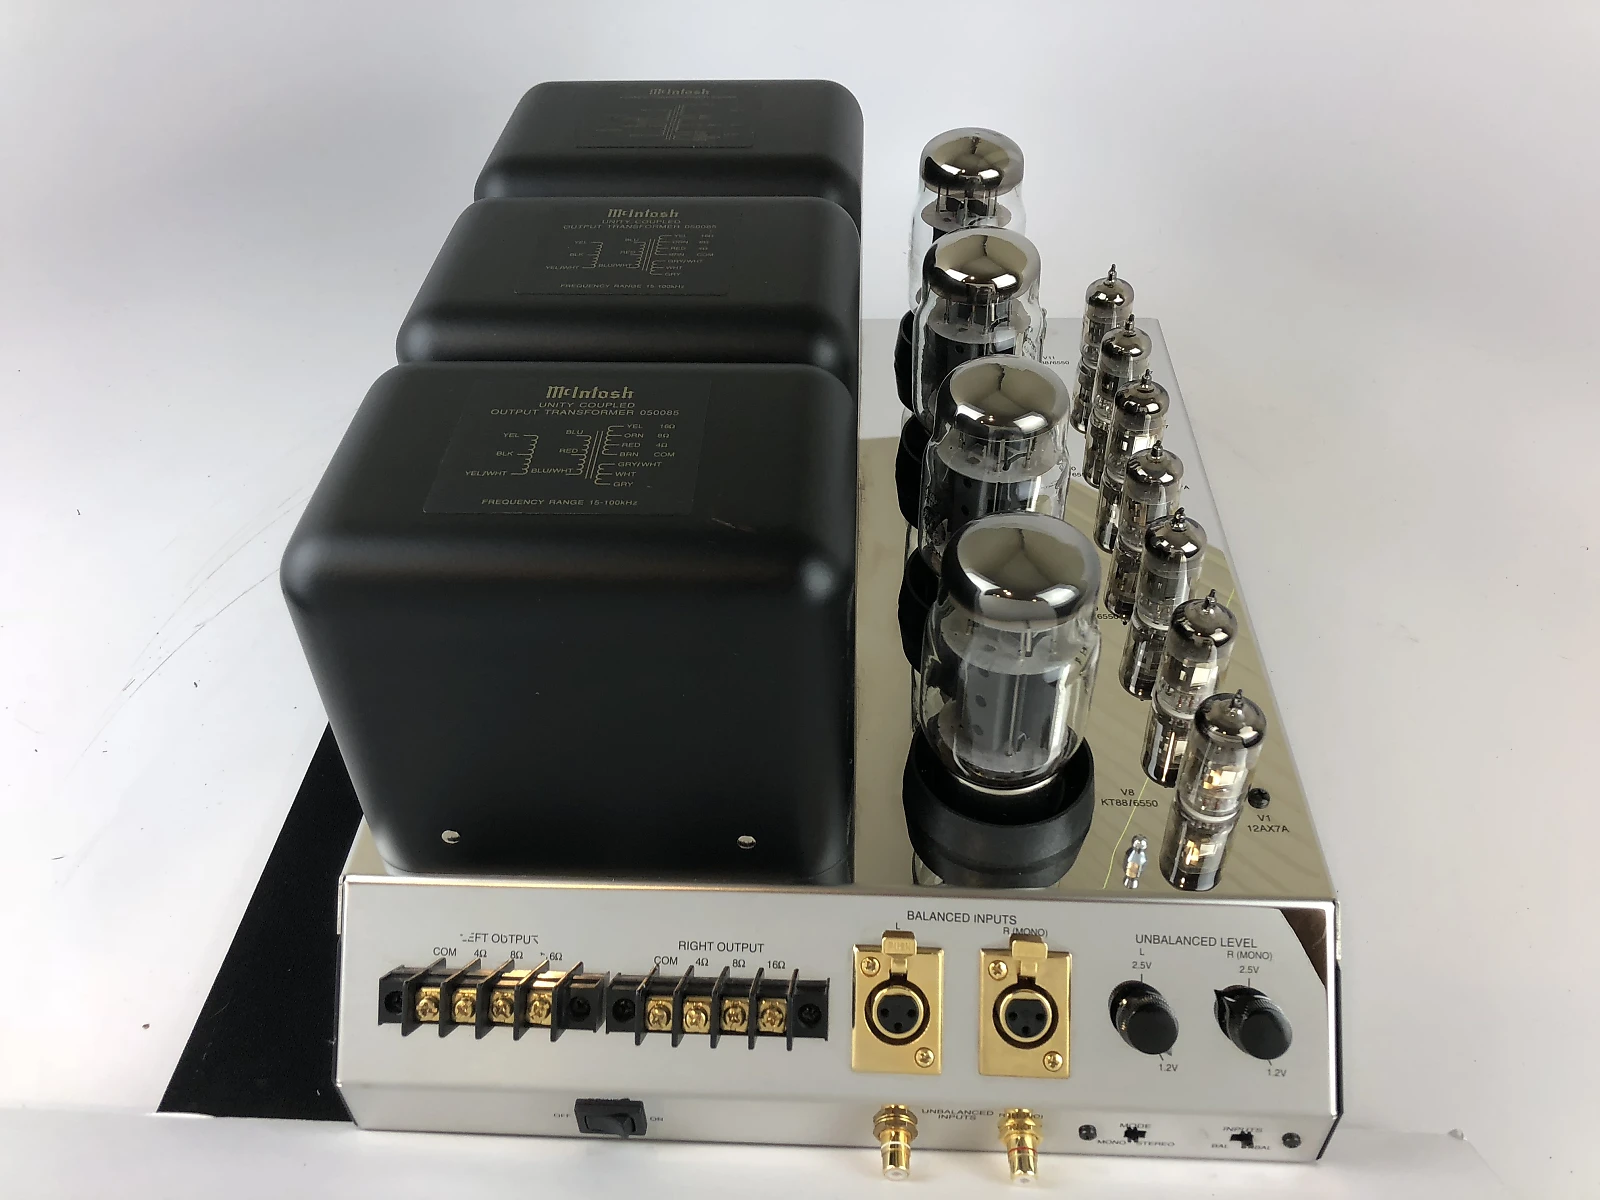 McIntosh
McIntosh
UNITY COUPLED
OUTPUT TRANSFORMER 050085
YEL 16Ω
BLU ORN 8Ω
YEL RED 4Ω
BLK RED BRN COM
GRY/WHT
YEL/WHT BLU/WHT WHT
GRY
FREQUENCY RANGE 15-100kHz
McIntosh
UNITY COUPLED
OUTPUT TRANSFORMER 050085
YEL 16Ω
YEL BLU ORN 8Ω
RED 4Ω
BLK RED BRN COM
GRY/WHT
YEL/WHT BLU/WHT WHT
GRY
FREQUENCY RANGE 15-100kHz
V11
V8
KT88/6550
V1
12AX7A
LEFT OUTPUT
COM 4Ω 8Ω 16Ω
RIGHT OUTPUT
COM 4Ω 8Ω 16Ω
BALANCED INPUTS
L R (MONO)
UNBALANCED LEVEL
L R (MONO)
2.5V 2.5V
1.2V 1.2V
OFF ON
UNBALANCED
INPUTS
R (MONO)
MODE
MONO STEREO
INPUTS
BAL UNBAL